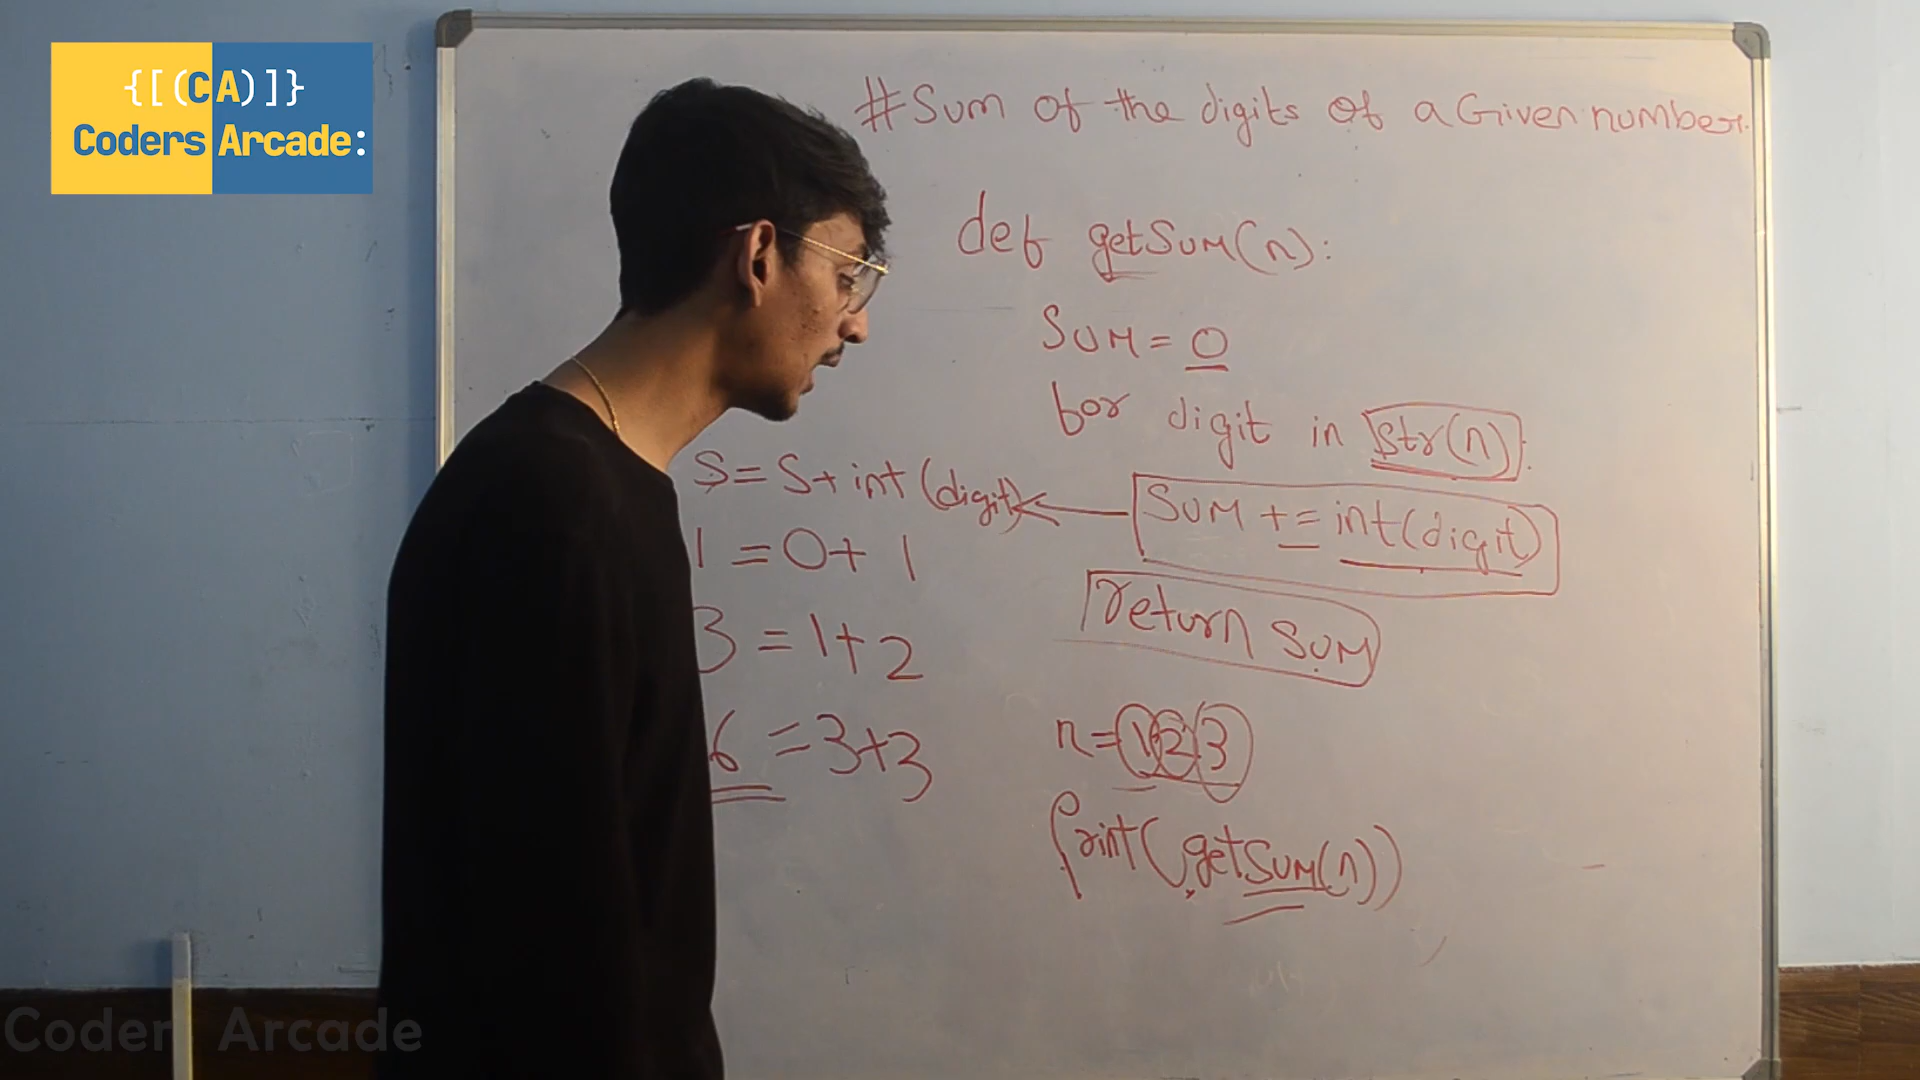 {[(CA)]}
Coders Arcade:
#Sum of the digits of a Given number.
def getSum(n):
Sum = 0
for digit in str(n):
Sum += int(digit)
return Sum
n=123
Print(getSum(n))
S = S + int(digit)
1 = 0 + 1
3 = 1 + 2
6 = 3 + 3
Coder Arcade